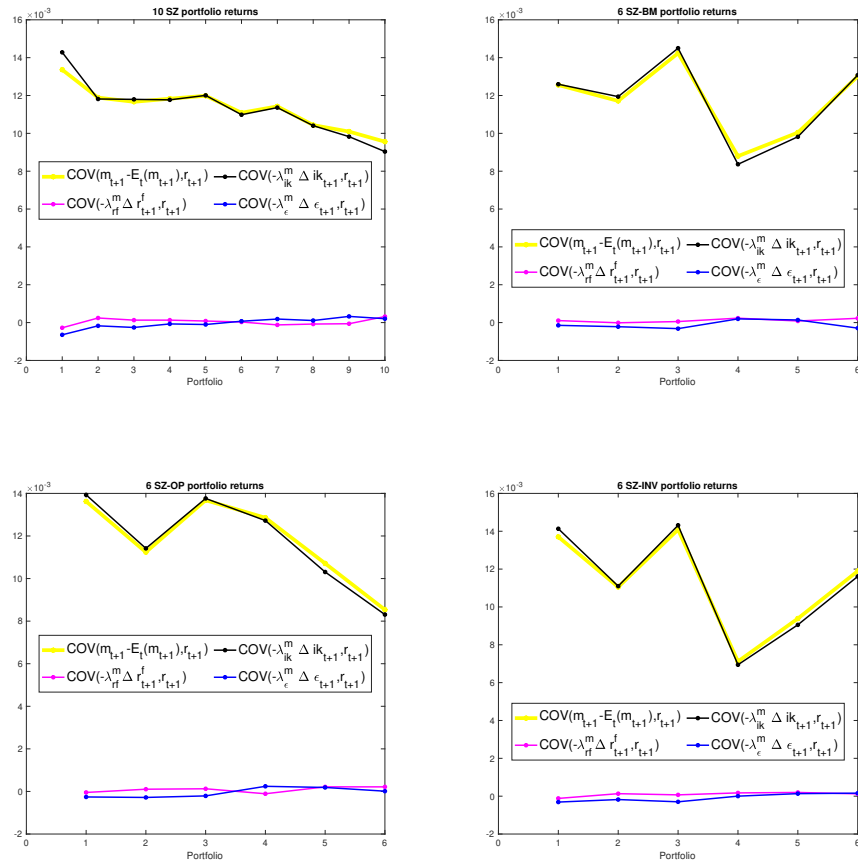 10 SZ portfolio returns
×10⁻³
16
14
12
10
8
6
4
2
0
-2
COV(m_{t+1}-E_t(m_{t+1}),r_{t+1}) COV(-λ^m_{ik} Δ ik_{t+1},r_{t+1})
COV(-λ^m_{rf} Δ r^f_{t+1},r_{t+1}) COV(-λ^m_ϵ Δ ϵ_{t+1},r_{t+1})
0 1 2 3 4 5 6 7 8 9 10
Portfolio
6 SZ-BM portfolio returns
×10⁻³
16
14
12
10
8
6
4
2
0
-2
COV(m_{t+1}-E_t(m_{t+1}),r_{t+1}) COV(-λ^m_{ik} Δ ik_{t+1},r_{t+1})
COV(-λ^m_{rf} Δ r^f_{t+1},r_{t+1}) COV(-λ^m_ϵ Δ ϵ_{t+1},r_{t+1})
0 1 2 3 4 5 6
Portfolio
6 SZ-OP portfolio returns
×10⁻³
14
12
10
8
6
4
2
0
-2
COV(m_{t+1}-E_t(m_{t+1}),r_{t+1}) COV(-λ^m_{ik} Δ ik_{t+1},r_{t+1})
COV(-λ^m_{rf} Δ r^f_{t+1},r_{t+1}) COV(-λ^m_ϵ Δ ϵ_{t+1},r_{t+1})
0 1 2 3 4 5 6
Portfolio
6 SZ-INV portfolio returns
×10⁻³
16
14
12
10
8
6
4
2
0
-2
COV(m_{t+1}-E_t(m_{t+1}),r_{t+1}) COV(-λ^m_{ik} Δ ik_{t+1},r_{t+1})
COV(-λ^m_{rf} Δ r^f_{t+1},r_{t+1}) COV(-λ^m_ϵ Δ ϵ_{t+1},r_{t+1})
0 1 2 3 4 5 6
Portfolio